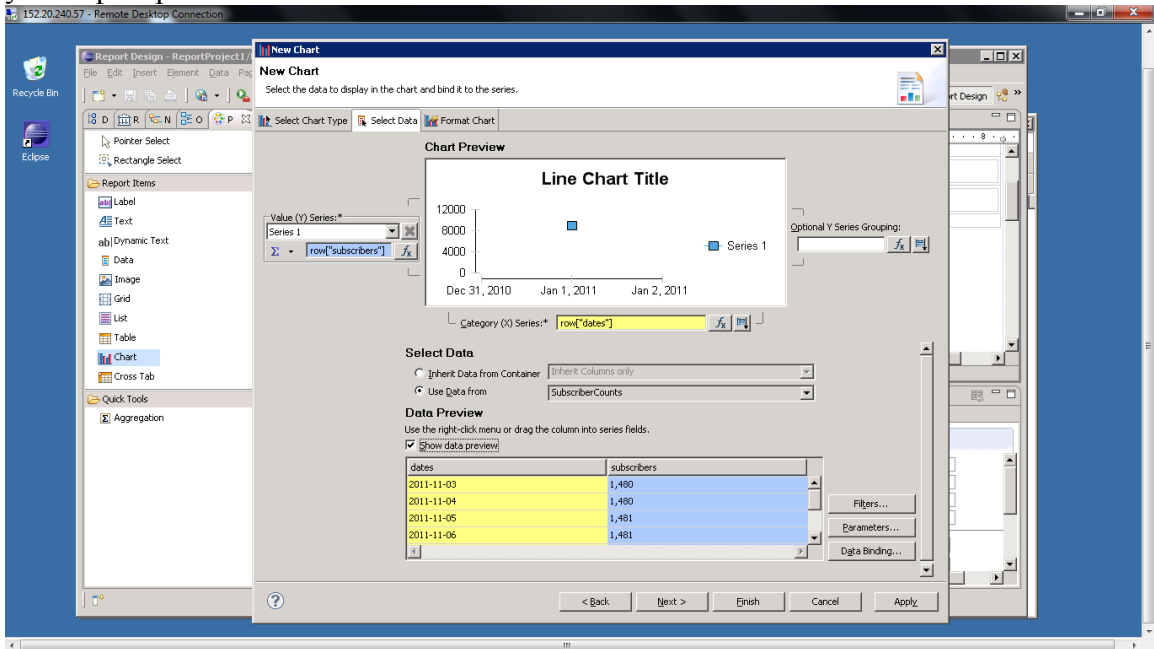 152.20.240.57 - Remote Desktop Connection
Recycle Bin
Eclipse
Report Design - ReportProject1/
File Edit Insert Element Data Pag
D R N O P
Pointer Select
Rectangle Select
Report Items
Label
Text
Dynamic Text
Data
Image
Grid
List
Table
Chart
Cross Tab
Quick Tools
Aggregation
New Chart
New Chart
Select the data to display in the chart and bind it to the series.
Select Chart Type Select Data Format Chart
Chart Preview
Line Chart Title
12000
8000
4000
0
Dec 31, 2010 Jan 1, 2011 Jan 2, 2011
Series 1
Value (Y) Series:*
Series 1
Σ row["subscribers"] fx
Optional Y Series Grouping:
fx
Category (X) Series:* row["dates"] fx
Select Data
Inherit Data from Container Inherit Columns only
Use Data from SubscriberCounts
Data Preview
Use the right-click menu or drag the column into series fields.
Show data preview
dates subscribers
2011-11-03 1,480
2011-11-04 1,480
2011-11-05 1,481
2011-11-06 1,481
Filters...
Parameters...
Data Binding...
< Back Next > Finish Cancel Apply
rt Design
8